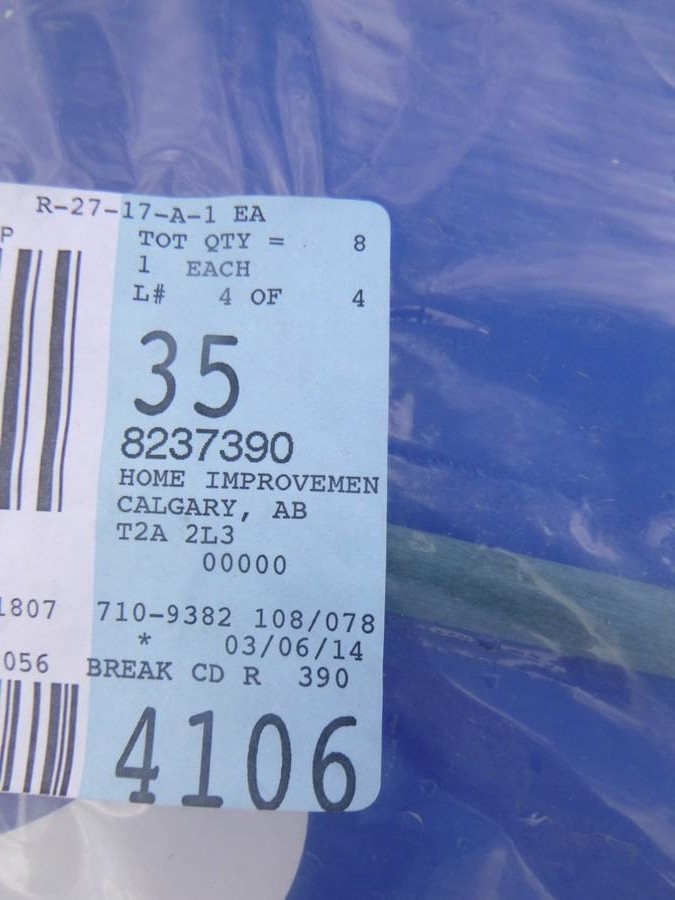 R-27-17-A-1 EA
P
TOT QTY = 8
1 EACH
L# 4 OF 4
35
8237390
HOME IMPROVEMEN
CALGARY, AB
T2A 2L3
00000
1807 710-9382 108/078
* 03/06/14
056 BREAK CD R 390
4106